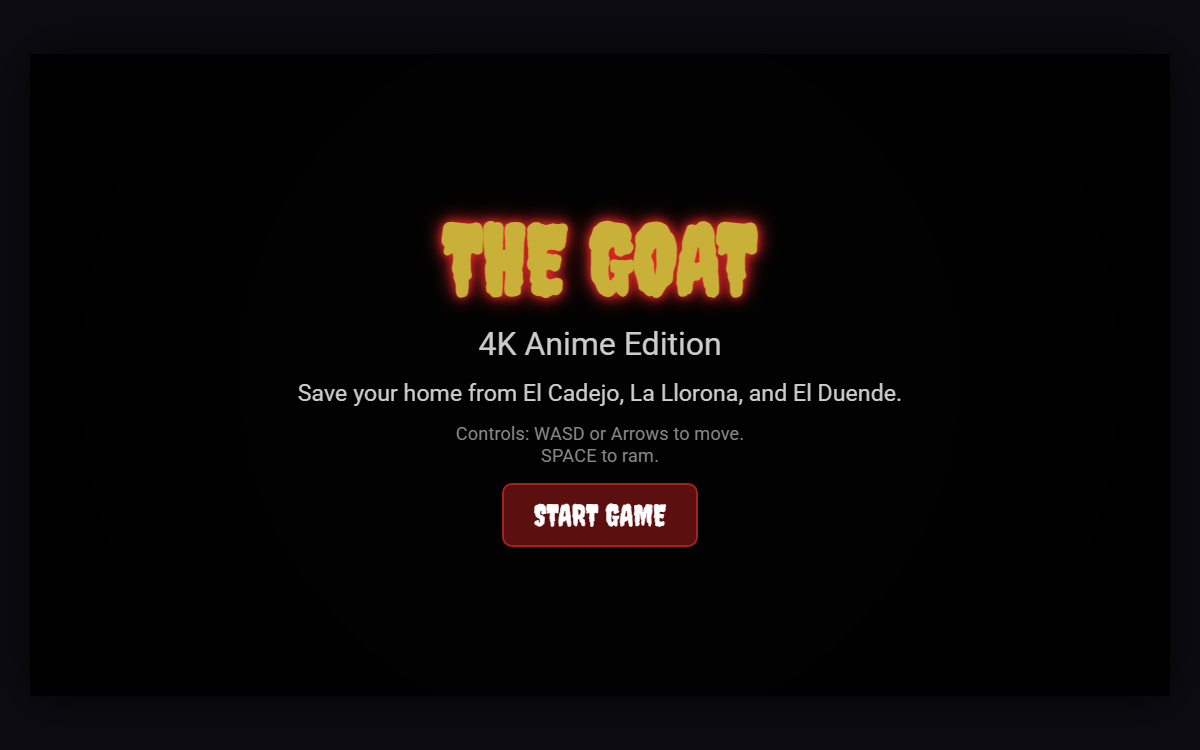 THE GOAT
4K Anime Edition
Save your home from El Cadejo, La Llorona, and El Duende.
Controls: WASD or Arrows to move.
SPACE to ram.
START GAME